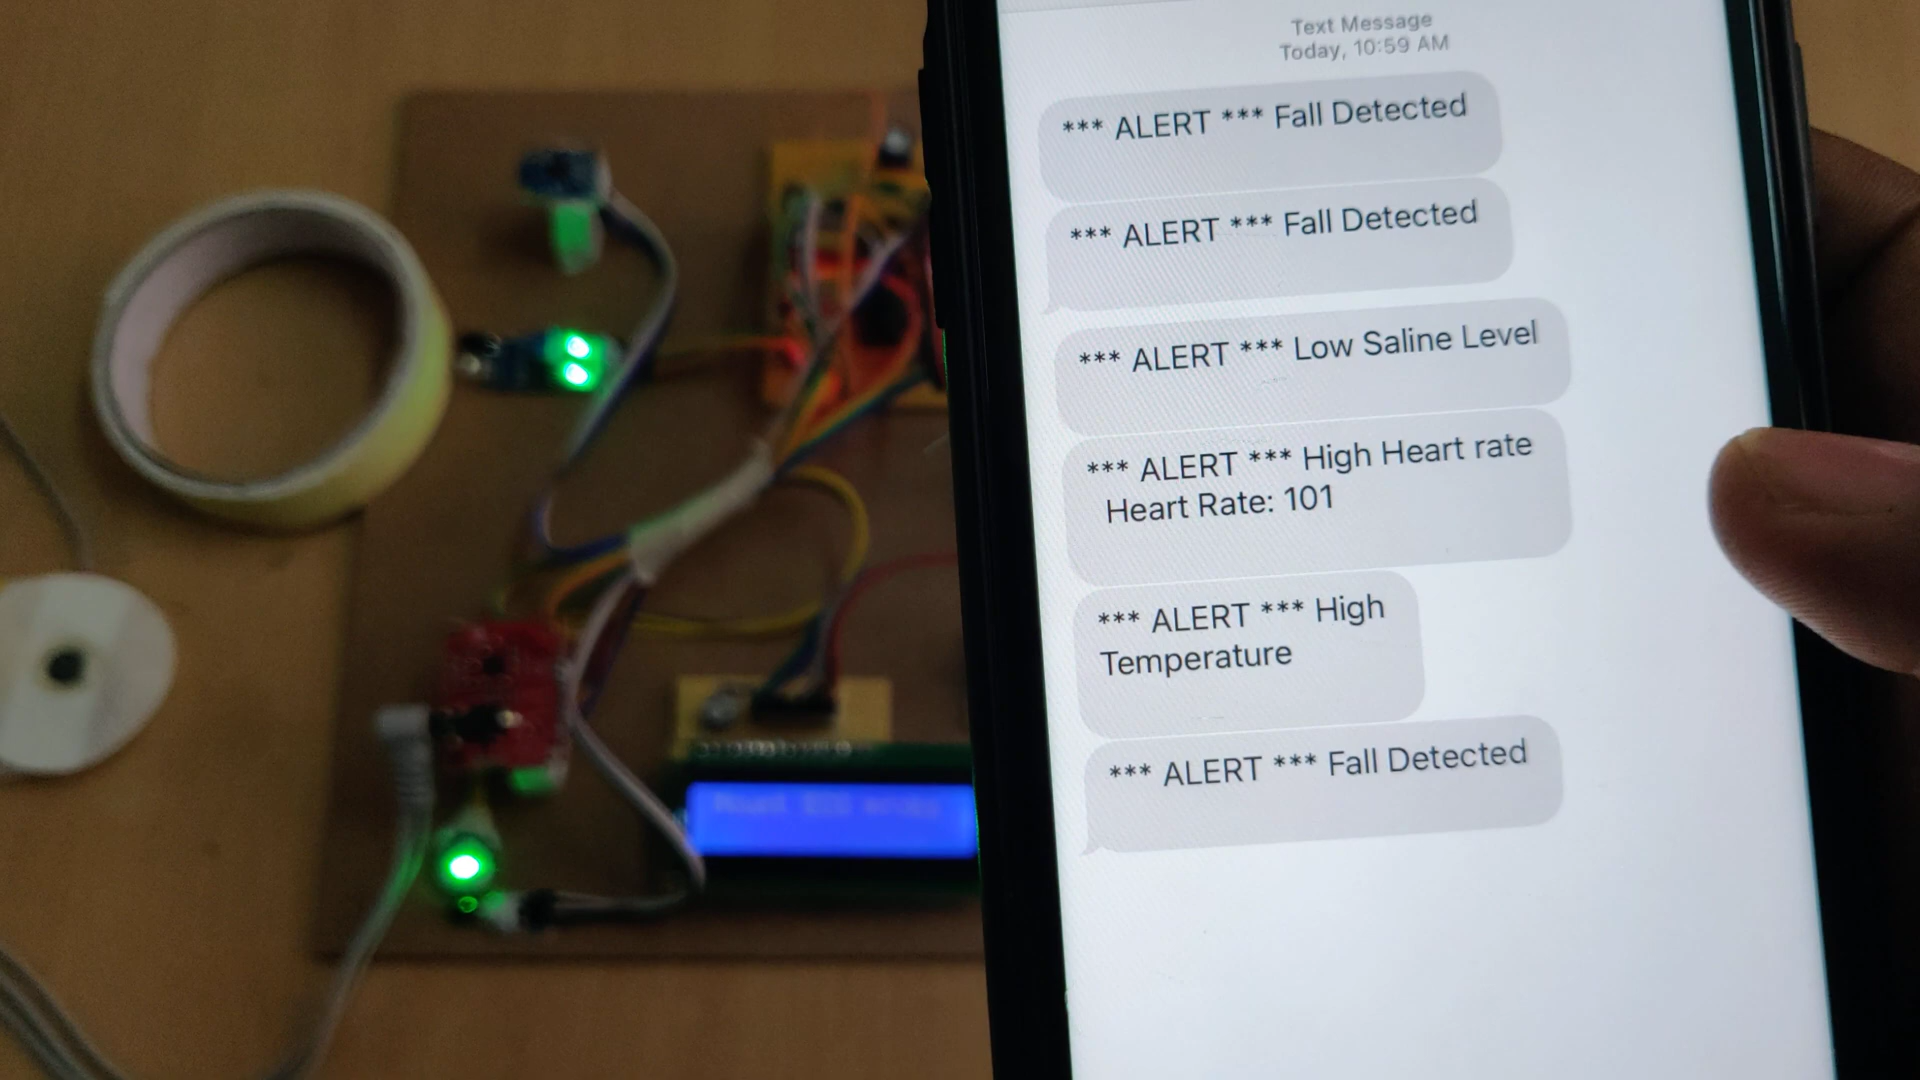 Text Message
Today, 10:59 AM
*** ALERT *** Fall Detected
*** ALERT *** Fall Detected
*** ALERT *** Low Saline Level
*** ALERT *** High Heart rate
Heart Rate: 101
*** ALERT *** High
Temperature
*** ALERT *** Fall Detected